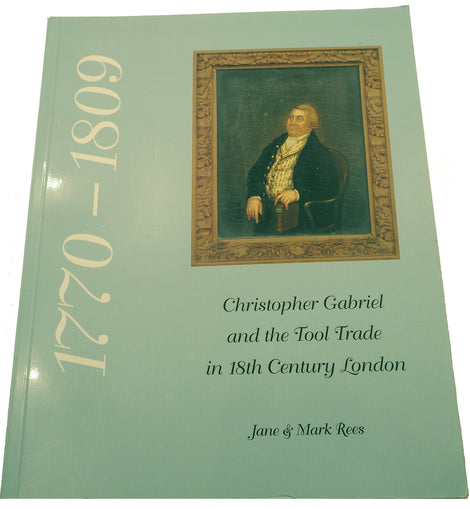 1770 – 1809
Christopher Gabriel
and the Tool Trade
in 18th Century London
Jane & Mark Rees